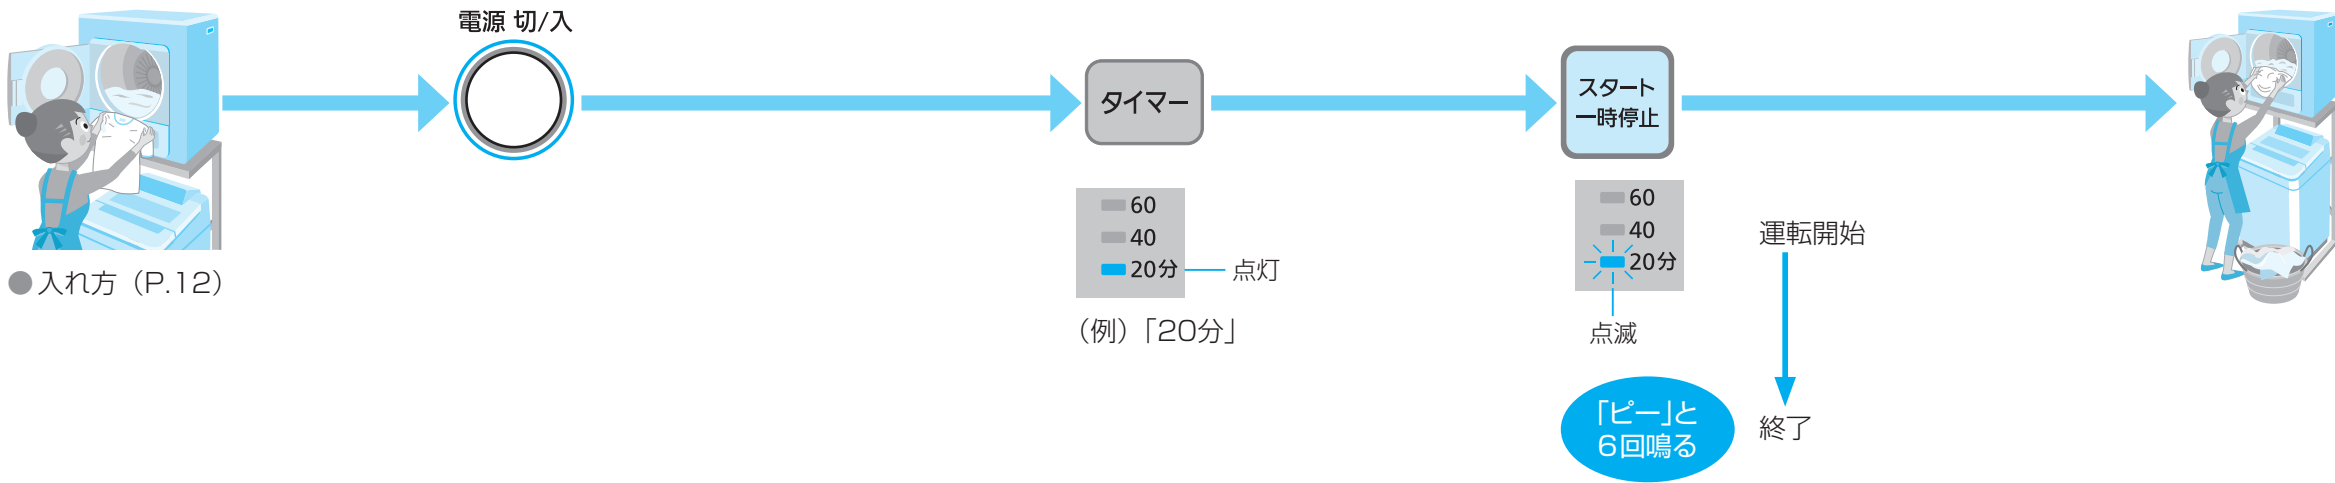 電源 切/入
●入れ方（P.12）
タイマー
60
40
20分
点灯
（例）「20分」
スタート
一時停止
60
40
20分
点滅
「ピー」と
6回鳴る
運転開始
終了